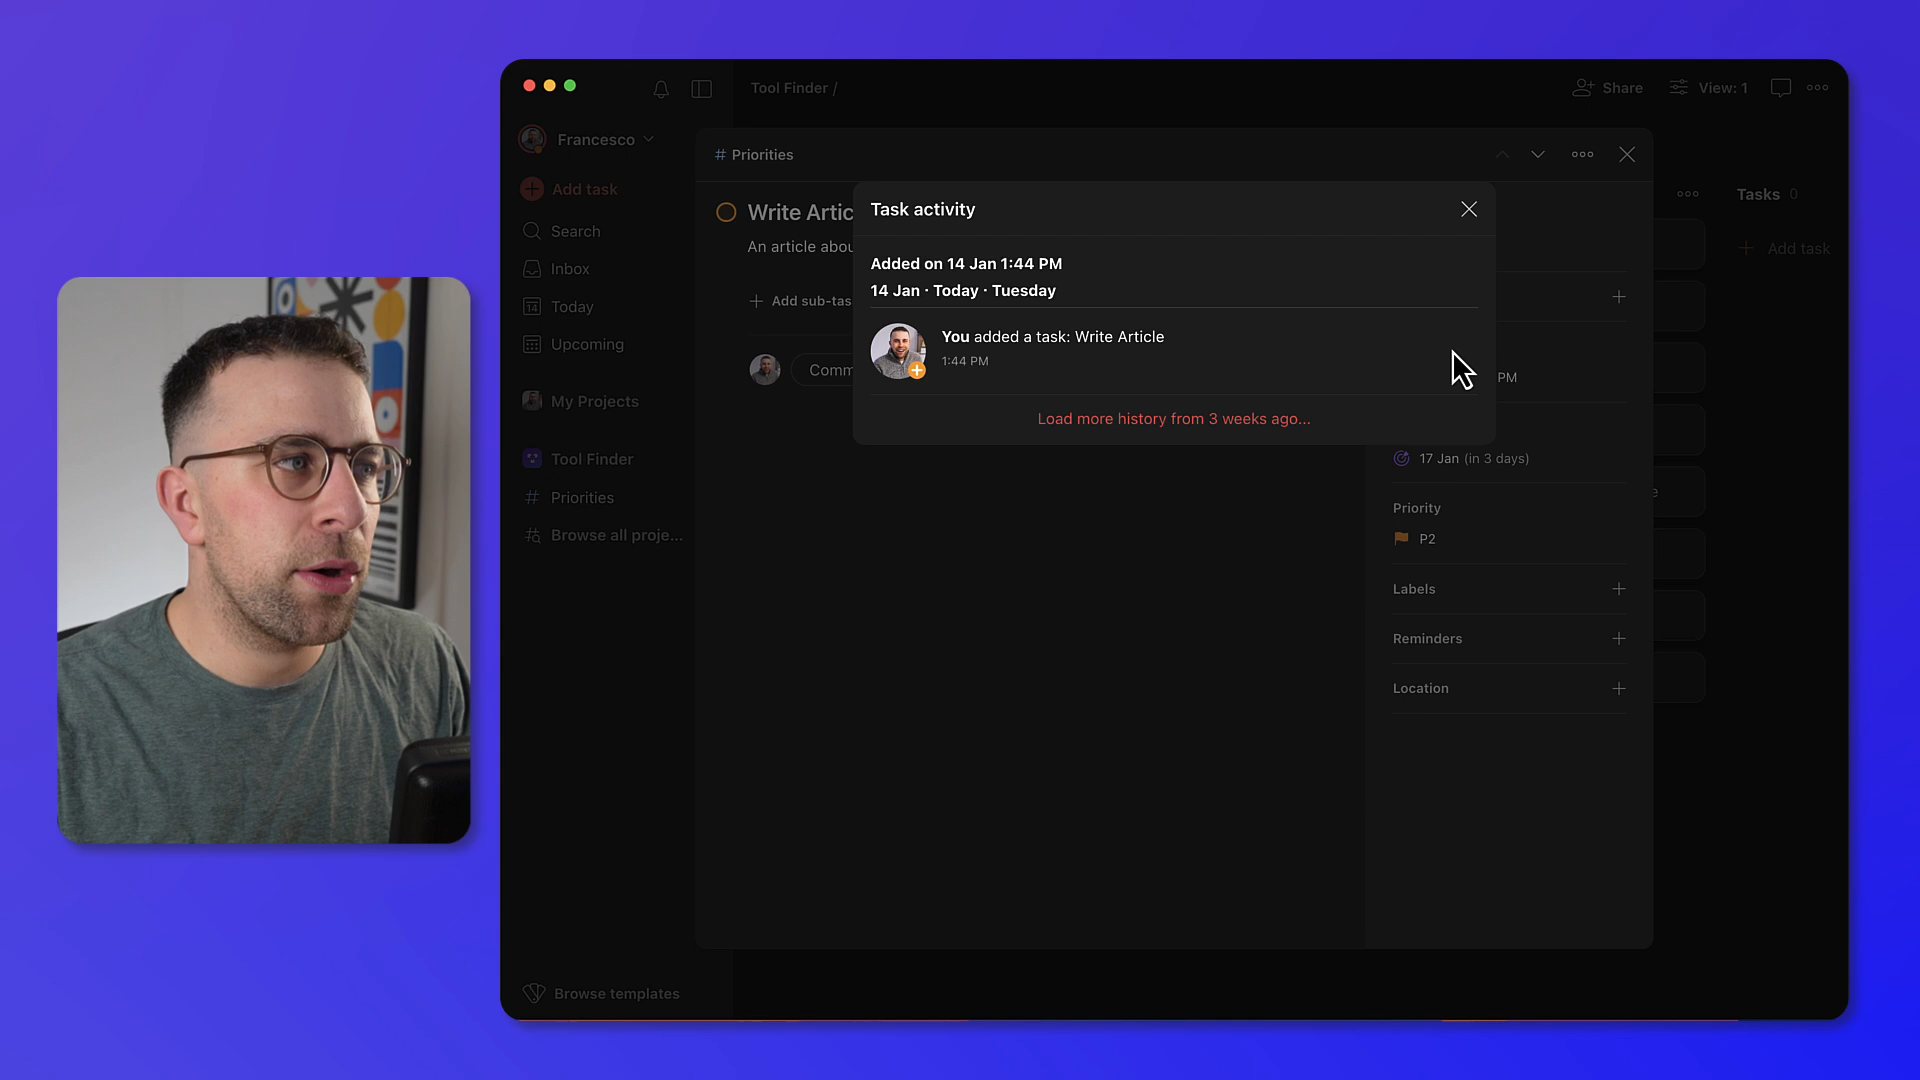 Tool Finder /
Share
View: 1
Francesco
Add task
Search
Inbox
14
Today
Upcoming
My Projects
Tool Finder
# Priorities
Browse all proje...
Browse templates
# Priorities
Write Artic
An article abou
Add sub-tas
Comm
Task activity
Added on 14 Jan 1:44 PM
14 Jan · Today · Tuesday
You added a task: Write Article
1:44 PM
Load more history from 3 weeks ago...
PM
17 Jan (in 3 days)
Priority
P2
Labels
Reminders
Location
e
Tasks 0
Add task